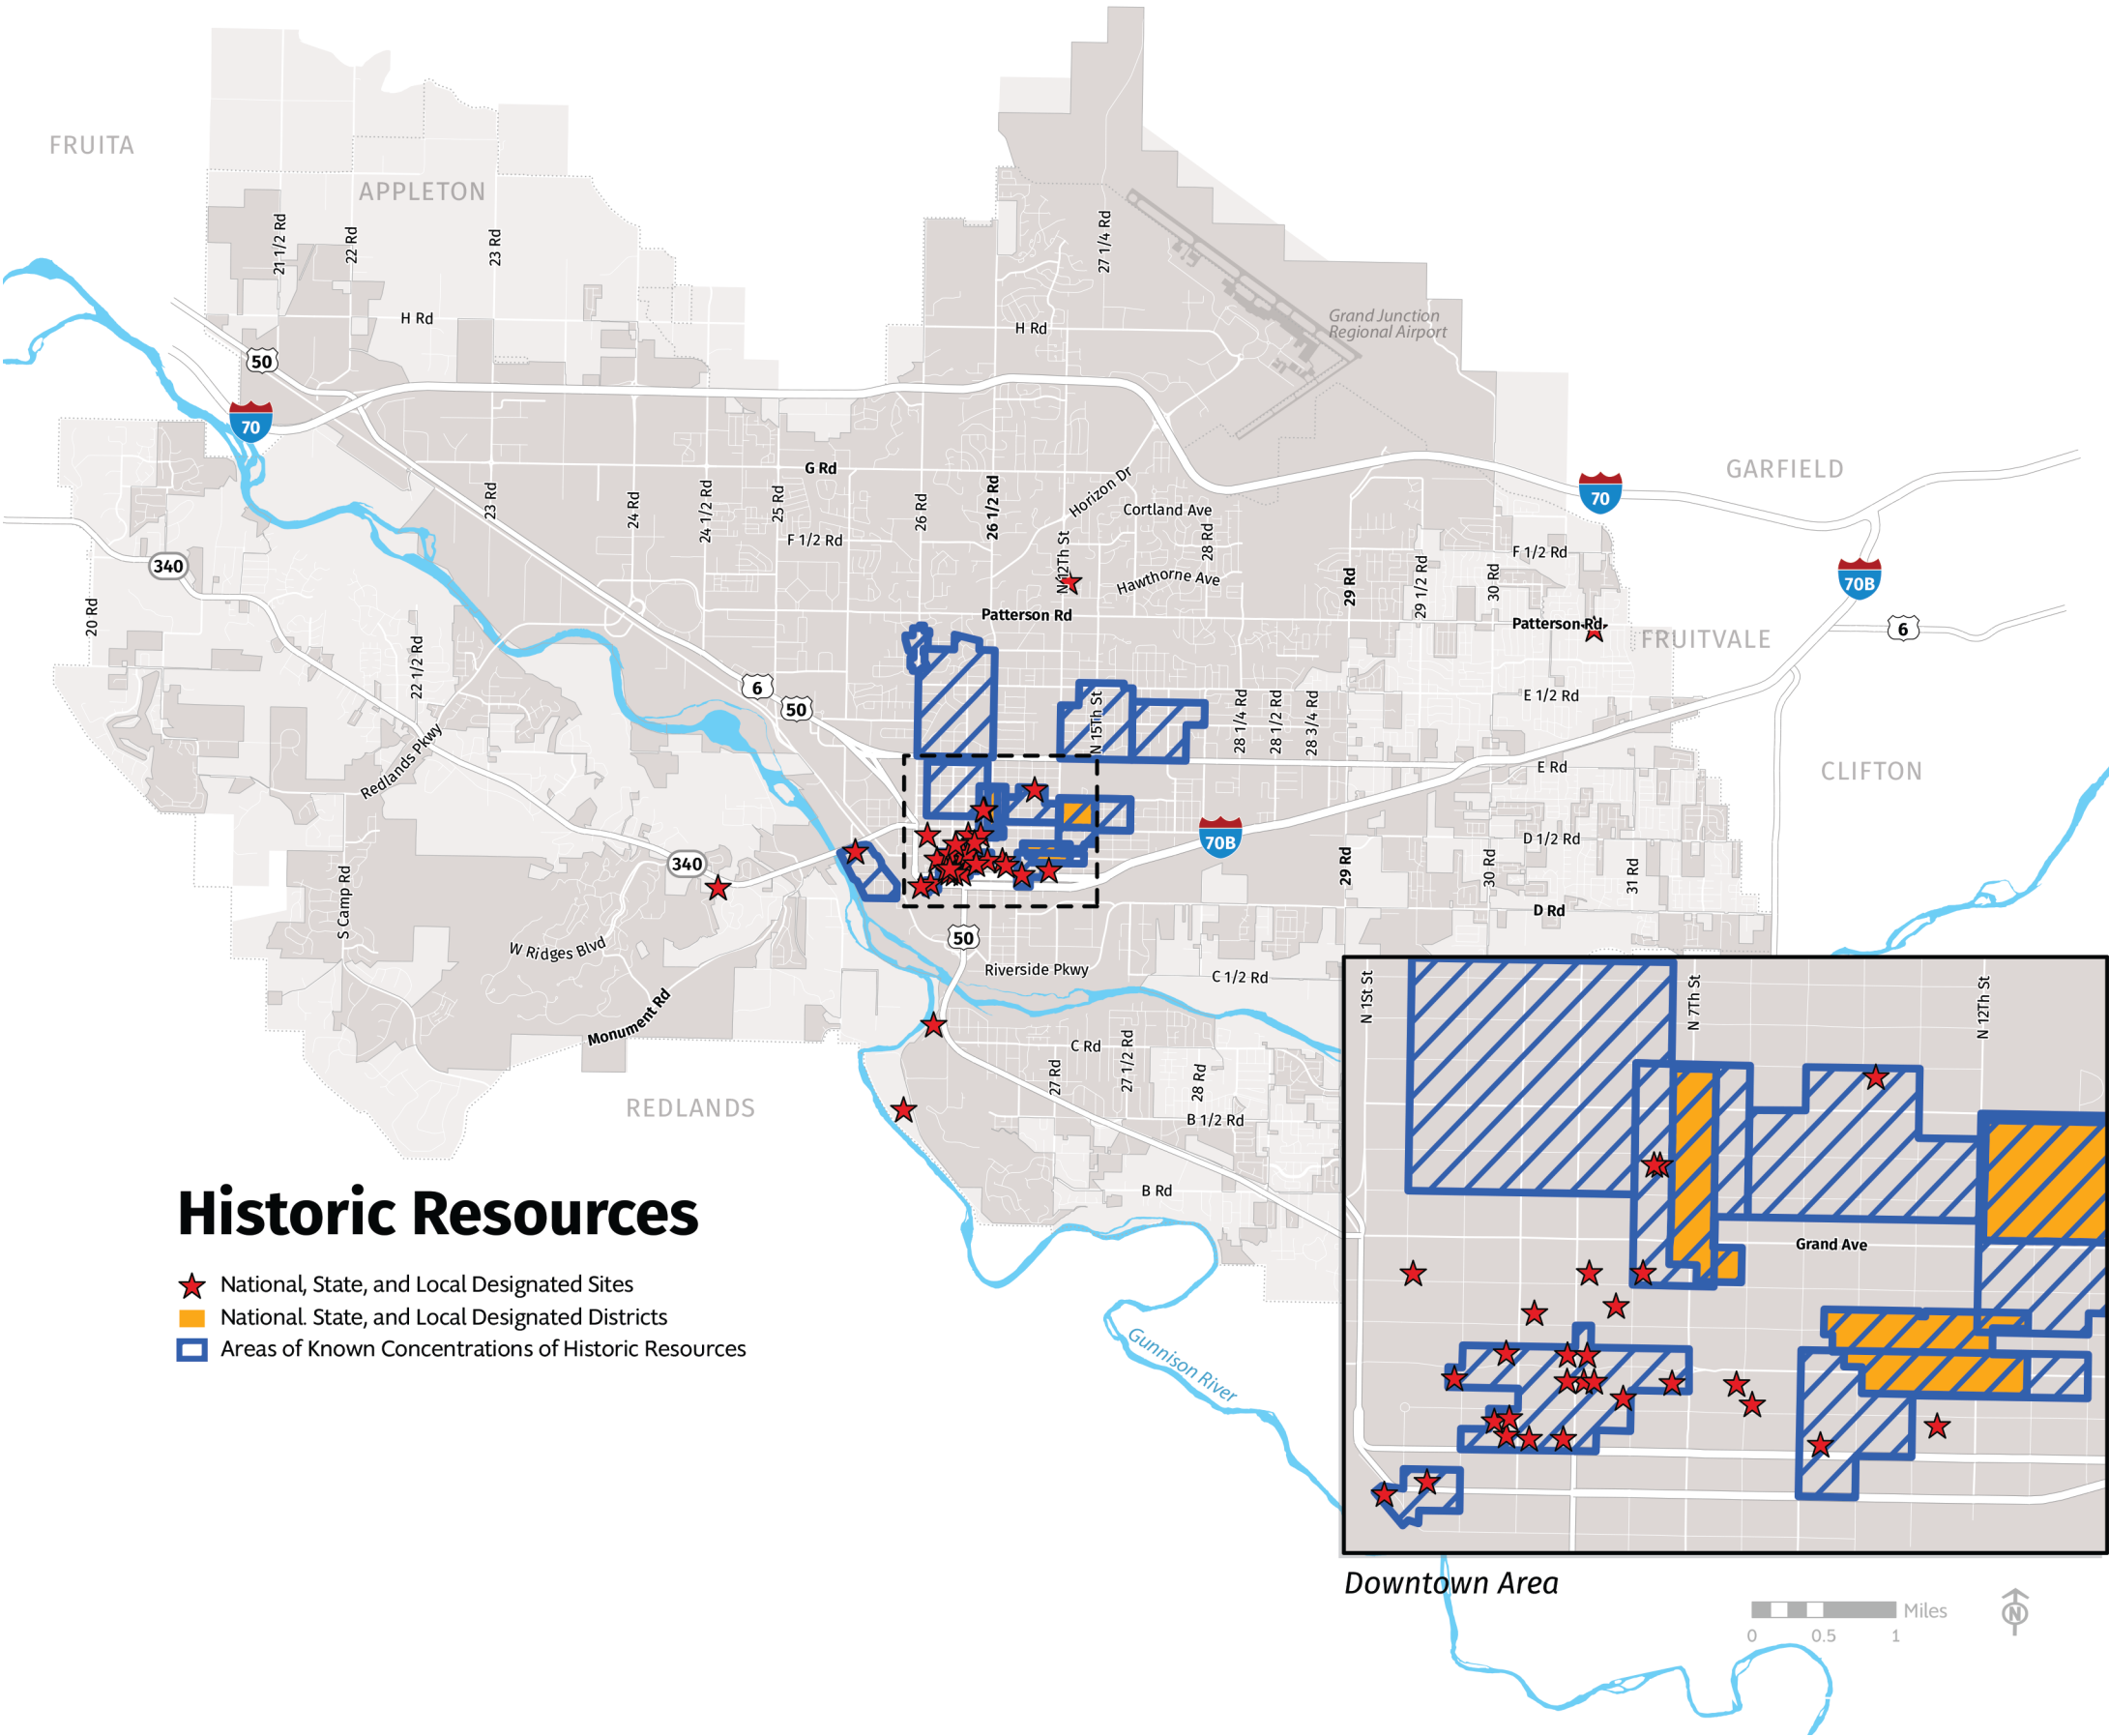 FRUITA
APPLETON
21 1/2 Rd
22 Rd
23 Rd
27 1/4 Rd
H Rd
H Rd
Grand Junction
Regional Airport
50
70
G Rd
23 Rd
24 Rd
24 1/2 Rd
25 Rd
26 Rd
26 1/2 Rd
Horizon Dr
Cortland Ave
28 Rd
F 1/2 Rd
N 12Th St
Hawthorne Ave
Patterson Rd
29 Rd
29 1/2 Rd
30 Rd
F 1/2 Rd
70
GARFIELD
70B
6
Patterson Rd
FRUITVALE
340
20 Rd
22 1/2 Rd
Redlands Pkwy
6
50
N 15Th St
28 1/4 Rd
28 1/2 Rd
28 3/4 Rd
E 1/2 Rd
E Rd
CLIFTON
70B
D 1/2 Rd
29 Rd
30 Rd
31 Rd
D Rd
340
S Camp Rd
W Ridges Blvd
Monument Rd
50
Riverside Pkwy
C 1/2 Rd
C Rd
27 Rd
27 1/2 Rd
28 Rd
B 1/2 Rd
B Rd
REDLANDS
Gunnison River
Historic Resources
National, State, and Local Designated Sites
National. State, and Local Designated Districts
Areas of Known Concentrations of Historic Resources
N 1St St
N 7Th St
N 12Th St
Grand Ave
Downtown Area
Miles
0 0.5 1
N